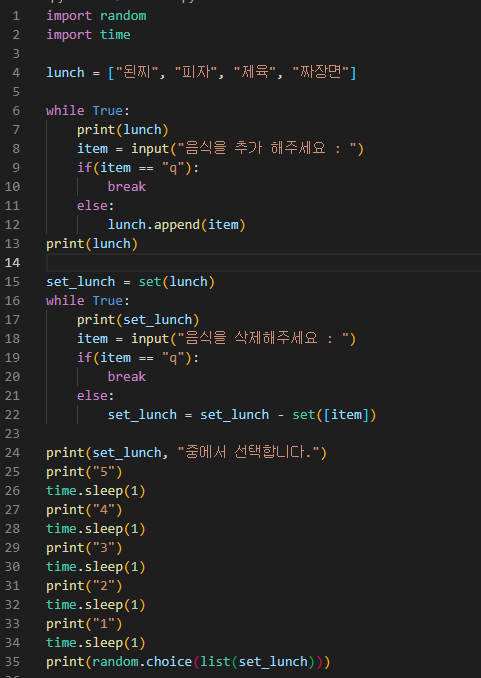 1 import random
2 import time
3
4 lunch = ["된찌", "피자", "제육", "짜장면"]
5
6 while True:
7     print(lunch)
8     item = input("음식을 추가 해주세요 : ")
9     if(item == "q"):
10         break
11     else:
12         lunch.append(item)
13 print(lunch)
14
15 set_lunch = set(lunch)
16 while True:
17     print(set_lunch)
18     item = input("음식을 삭제해주세요 : ")
19     if(item == "q"):
20         break
21     else:
22         set_lunch = set_lunch - set([item])
23
24 print(set_lunch, "중에서 선택합니다.")
25 print("5")
26 time.sleep(1)
27 print("4")
28 time.sleep(1)
29 print("3")
30 time.sleep(1)
31 print("2")
32 time.sleep(1)
33 print("1")
34 time.sleep(1)
35 print(random.choice(list(set_lunch)))